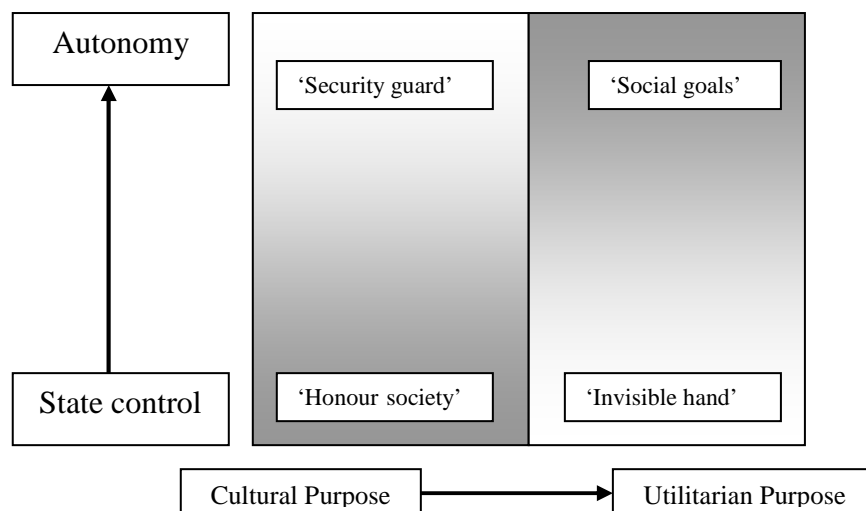 Autonomy
‘Security guard’
‘Social goals’
State control
‘Honour society’
‘Invisible hand’
Cultural Purpose
Utilitarian Purpose